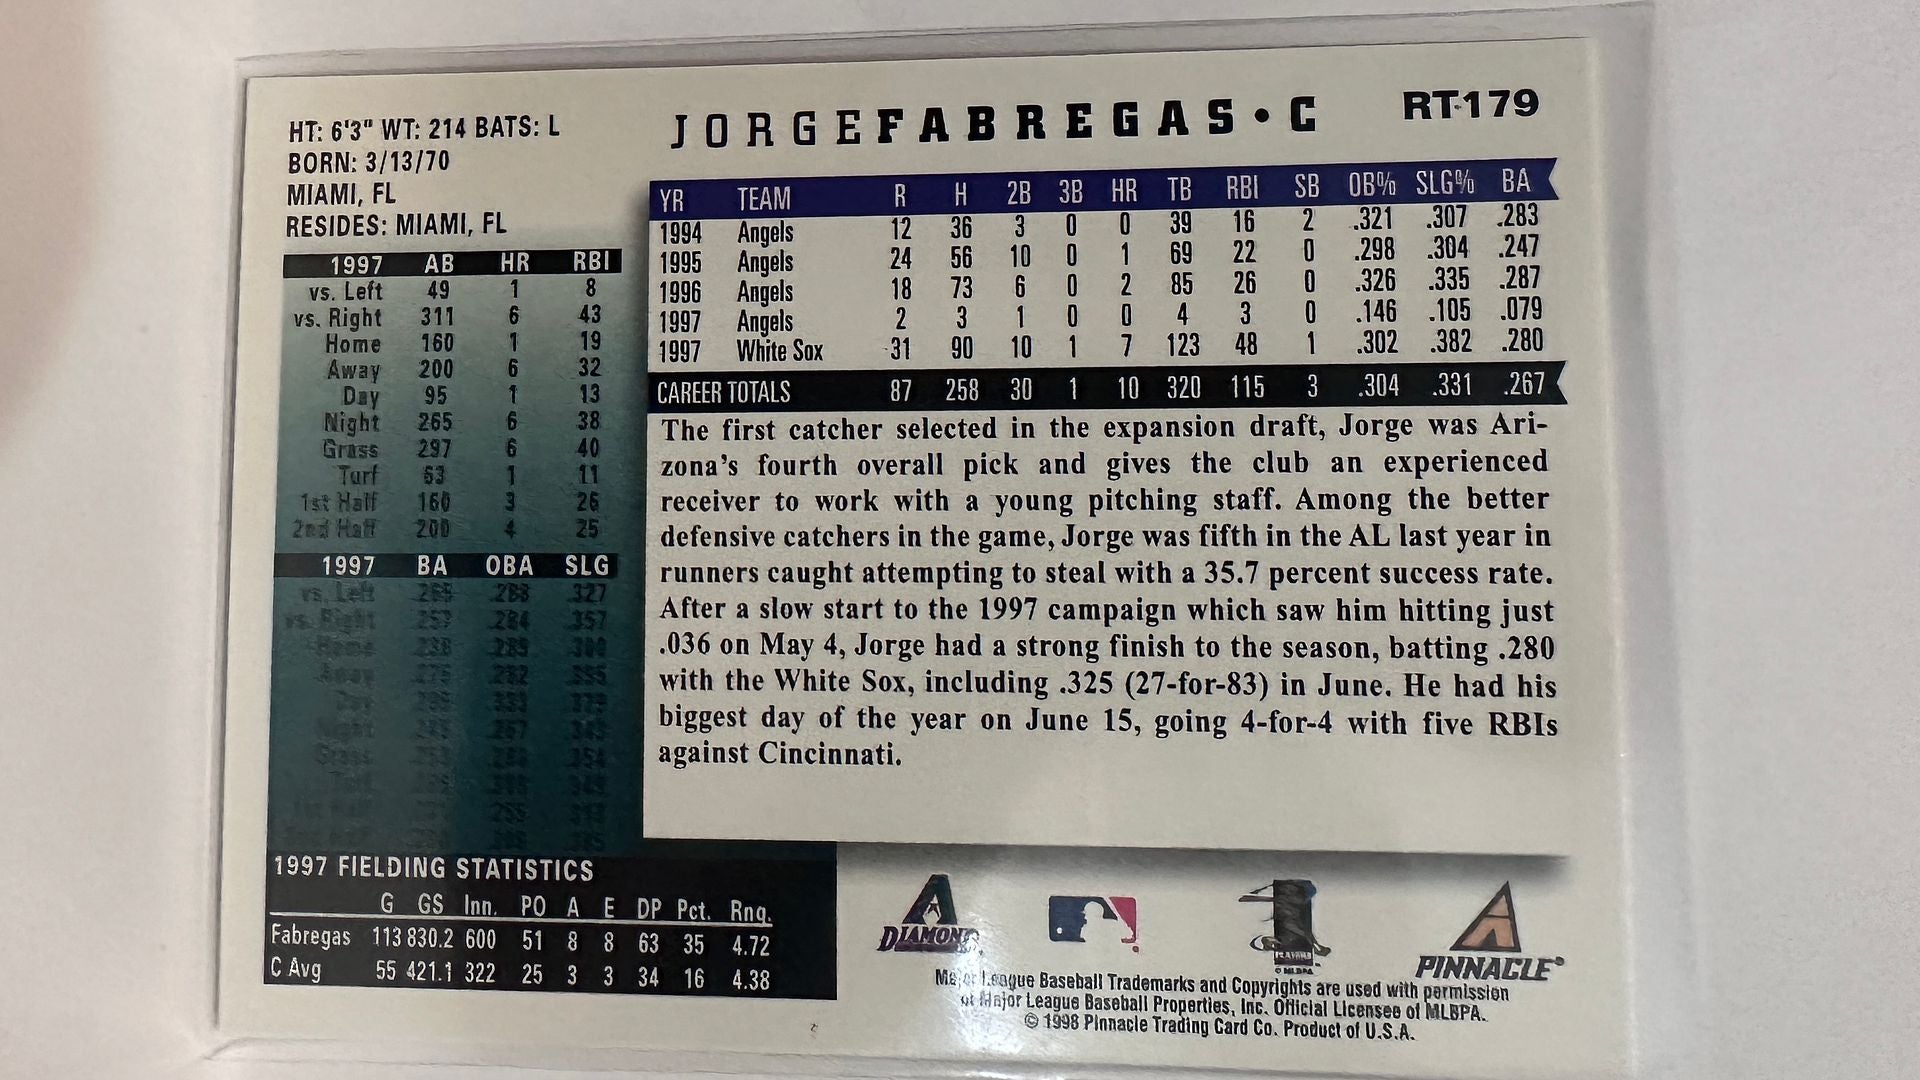 HT: 6'3" WT: 214 BATS: L
BORN: 3/13/70
MIAMI, FL
RESIDES: MIAMI, FL
JORGE FABREGAS • C
RT-179
YR TEAM R H 2B 3B HR TB RBI SB OB% SLG% BA
1994 Angels 12 36 3 0 0 39 16 2 .321 .307 .283
1995 Angels 24 56 10 0 1 69 22 0 .298 .304 .247
1996 Angels 18 73 6 0 2 85 26 0 .326 .335 .287
1997 Angels 2 3 1 0 0 4 3 0 .146 .105 .079
1997 White Sox 31 90 10 1 7 123 48 1 .302 .382 .280
CAREER TOTALS 87 258 30 1 10 320 115 3 .304 .331 .267
1997 AB HR RBI
vs. Left 49 1 8
vs. Right 311 6 43
Home 160 1 19
Away 200 6 32
Day 95 1 13
Night 265 6 38
Grass 297 6 40
Turf 63 1 11
1st Half 160 3 26
2nd Half 200 4 25
1997 BA OBA SLG
vs. Left .265 .288 .327
vs. Right .257 .294 .357
Home
Away
Day
Night .267
Grass
The first catcher selected in the expansion draft, Jorge was Ari-
zona's fourth overall pick and gives the club an experienced
receiver to work with a young pitching staff. Among the better
defensive catchers in the game, Jorge was fifth in the AL last year in
runners caught attempting to steal with a 35.7 percent success rate.
After a slow start to the 1997 campaign which saw him hitting just
.036 on May 4, Jorge had a strong finish to the season, batting .280
with the White Sox, including .325 (27-for-83) in June. He had his
biggest day of the year on June 15, going 4-for-4 with five RBIs
against Cincinnati.
1997 FIELDING STATISTICS
G GS Inn. PO A E DP Pct. Rng.
Fabregas 113 830.2 600 51 8 8 63 35 4.72
C Avg 55 421.1 322 25 3 3 34 16 4.38
PINNACLE
Major League Baseball Trademarks and Copyrights are used with permission
of Major League Baseball Properties, Inc. Official Licensee of MLBPA.
© 1998 Pinnacle Trading Card Co. Product of U.S.A.